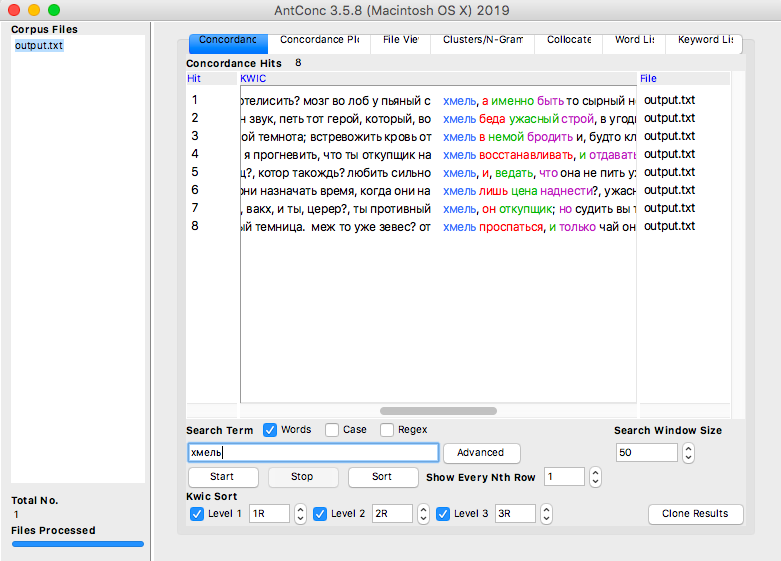 AntConc 3.5.8 (Macintosh OS X) 2019
Corpus Files
output.txt
Concordanc Concordance Plo File Viev Clusters/N-Gram Collocate Word Li Keyword Lis
Concordance Hits 8
Hit KWIC File
1 отелисить? мозг во лоб у пьяный с хмель, а именно быть то сырный н output.txt
2 н звук, петь тот герой, который, во хмель беда ужасный строй, в угодн output.txt
3 ой темнота; встревожить кровь от хмель в немой бродити и, будто кл output.txt
4 я прогневить, что ты откупщик на хмель восстанавливать, и отдавать output.txt
5 щ?, котор такождь? любить сильно хмель, и, ведать, что она не пить уж output.txt
6 они назначать время, когда они на хмель лишь цена наднести?, ужасн output.txt
7 , вакх, и ты, церер?, ты противный хмель, он откупщик; но судить вы т output.txt
8 ый темница. меж то уже зевес? от хмель проспаться, и только чай он output.txt
Search Term Words Case Regex Search Window Size
хмель Advanced 50
Start Stop Sort Show Every Nth Row 1
Kwic Sort
Level 1 1R Level 2 2R Level 3 3R Clone Results
Total No.
1
Files Processed